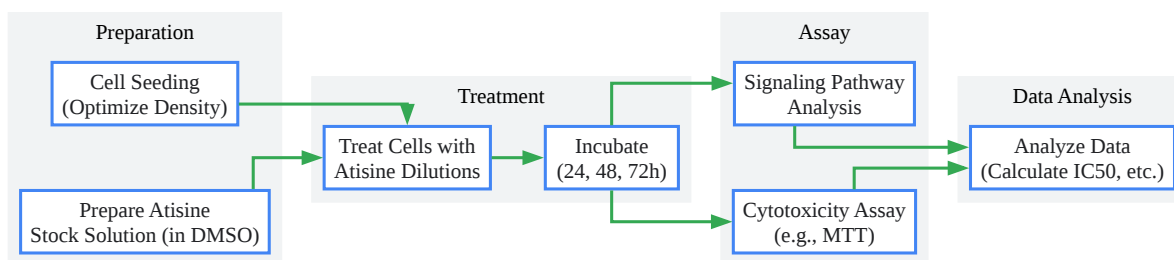 Preparation
Cell Seeding
(Optimize Density)
Prepare Atisine
Stock Solution (in DMSO)
Treatment
Treat Cells with
Atisine Dilutions
Incubate
(24, 48, 72h)
Assay
Signaling Pathway
Analysis
Cytotoxicity Assay
(e.g., MTT)
Data Analysis
Analyze Data
(Calculate IC50, etc.)